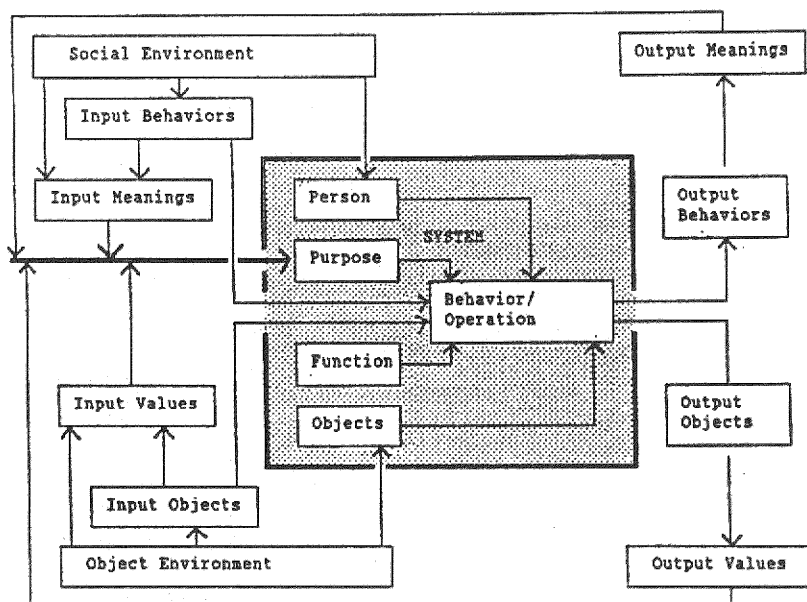 Social Environment
Output Meanings
Input Behaviors
Input Meanings
Person
Output
Behaviors
SYSTEM
Purpose
Behavior/
Operation
Function
Input Values
Objects
Output
Objects
Input Objects
Object Environment
Output Values